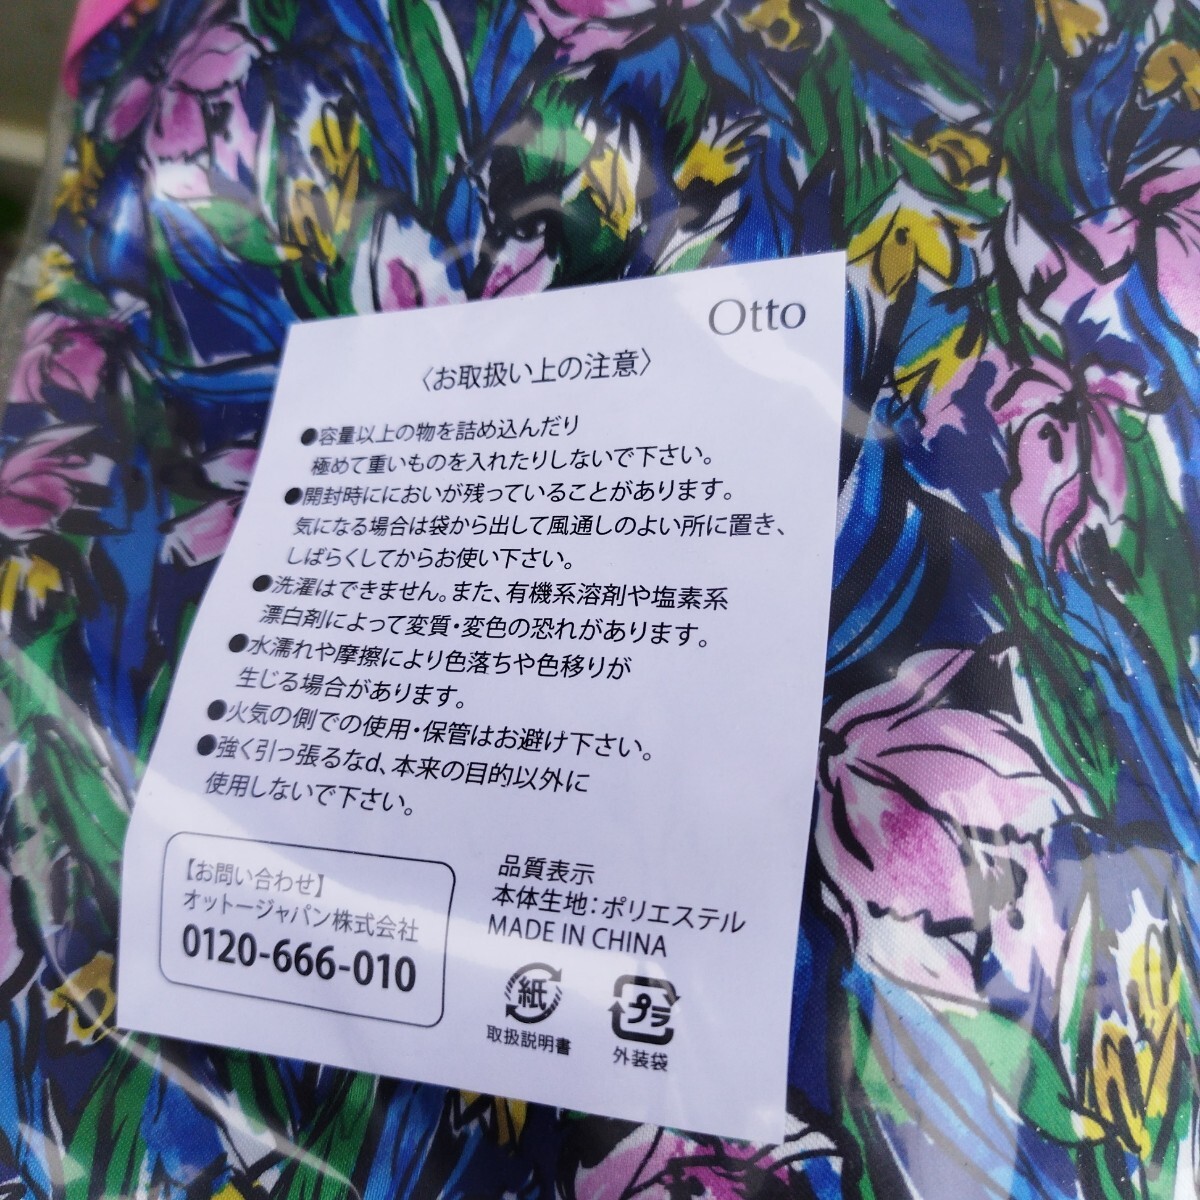 Otto
〈お取扱い上の注意〉
●容量以上の物を詰め込んだり
極めて重いものを入れたりしないで下さい。
●開封時ににおいが残っていることがあります。
気になる場合は袋から出して風通しのよい所に置き、
しばらくしてからお使い下さい。
●洗濯はできません。また、有機系溶剤や塩素系
漂白剤によって変質・変色の恐れがあります。
●水濡れや摩擦により色落ちや色移りが
生じる場合があります。
●火気の側での使用・保管はお避け下さい。
●強く引っ張るなd、本来の目的以外に
使用しないで下さい。
【お問い合わせ】
オットージャパン株式会社
0120-666-010
品質表示
本体生地：ポリエステル
MADE IN CHINA
紙
取扱説明書
プラ
外装袋